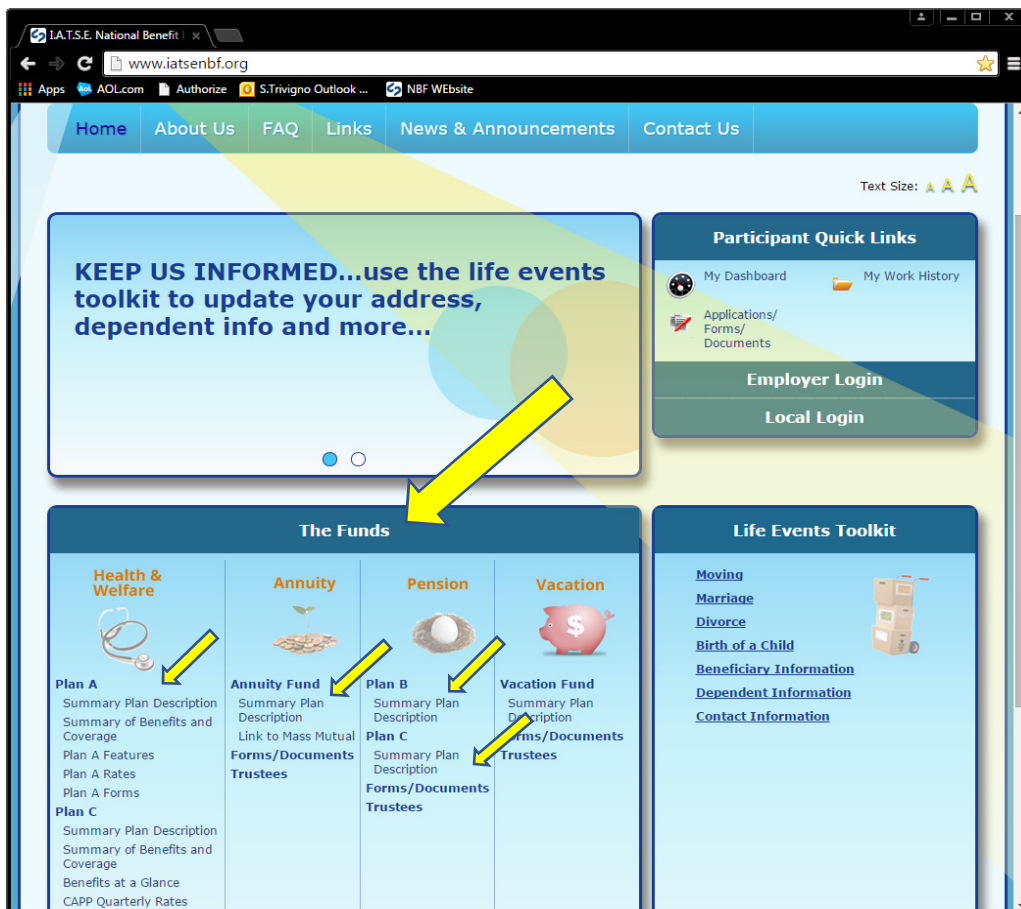 I.A.T.S.E. National Benefit
www.iatsenbf.org
Apps AOL.com Authorize S.Trivigno Outlook ... NBF WEbsite
Home About Us FAQ Links News & Announcements Contact Us
Text Size: A A A
KEEP US INFORMED...use the life events
toolkit to update your address,
dependent info and more...
Participant Quick Links
My Dashboard
My Work History
Applications/
Forms/
Documents
Employer Login
Local Login
The Funds
Health &
Welfare
Plan A
Summary Plan Description
Summary of Benefits and
Coverage
Plan A Features
Plan A Rates
Plan A Forms
Plan C
Summary Plan Description
Summary of Benefits and
Coverage
Benefits at a Glance
CAPP Quarterly Rates
Annuity
Annuity Fund
Summary Plan
Description
Link to Mass Mutual
Forms/Documents
Trustees
Pension
Plan B
Summary Plan
Description
Plan C
Summary Plan
Description
Forms/Documents
Trustees
Vacation
$
Vacation Fund
Summary Plan
Description
Forms/Documents
Trustees
Life Events Toolkit
Moving
Marriage
Divorce
Birth of a Child
Beneficiary Information
Dependent Information
Contact Information